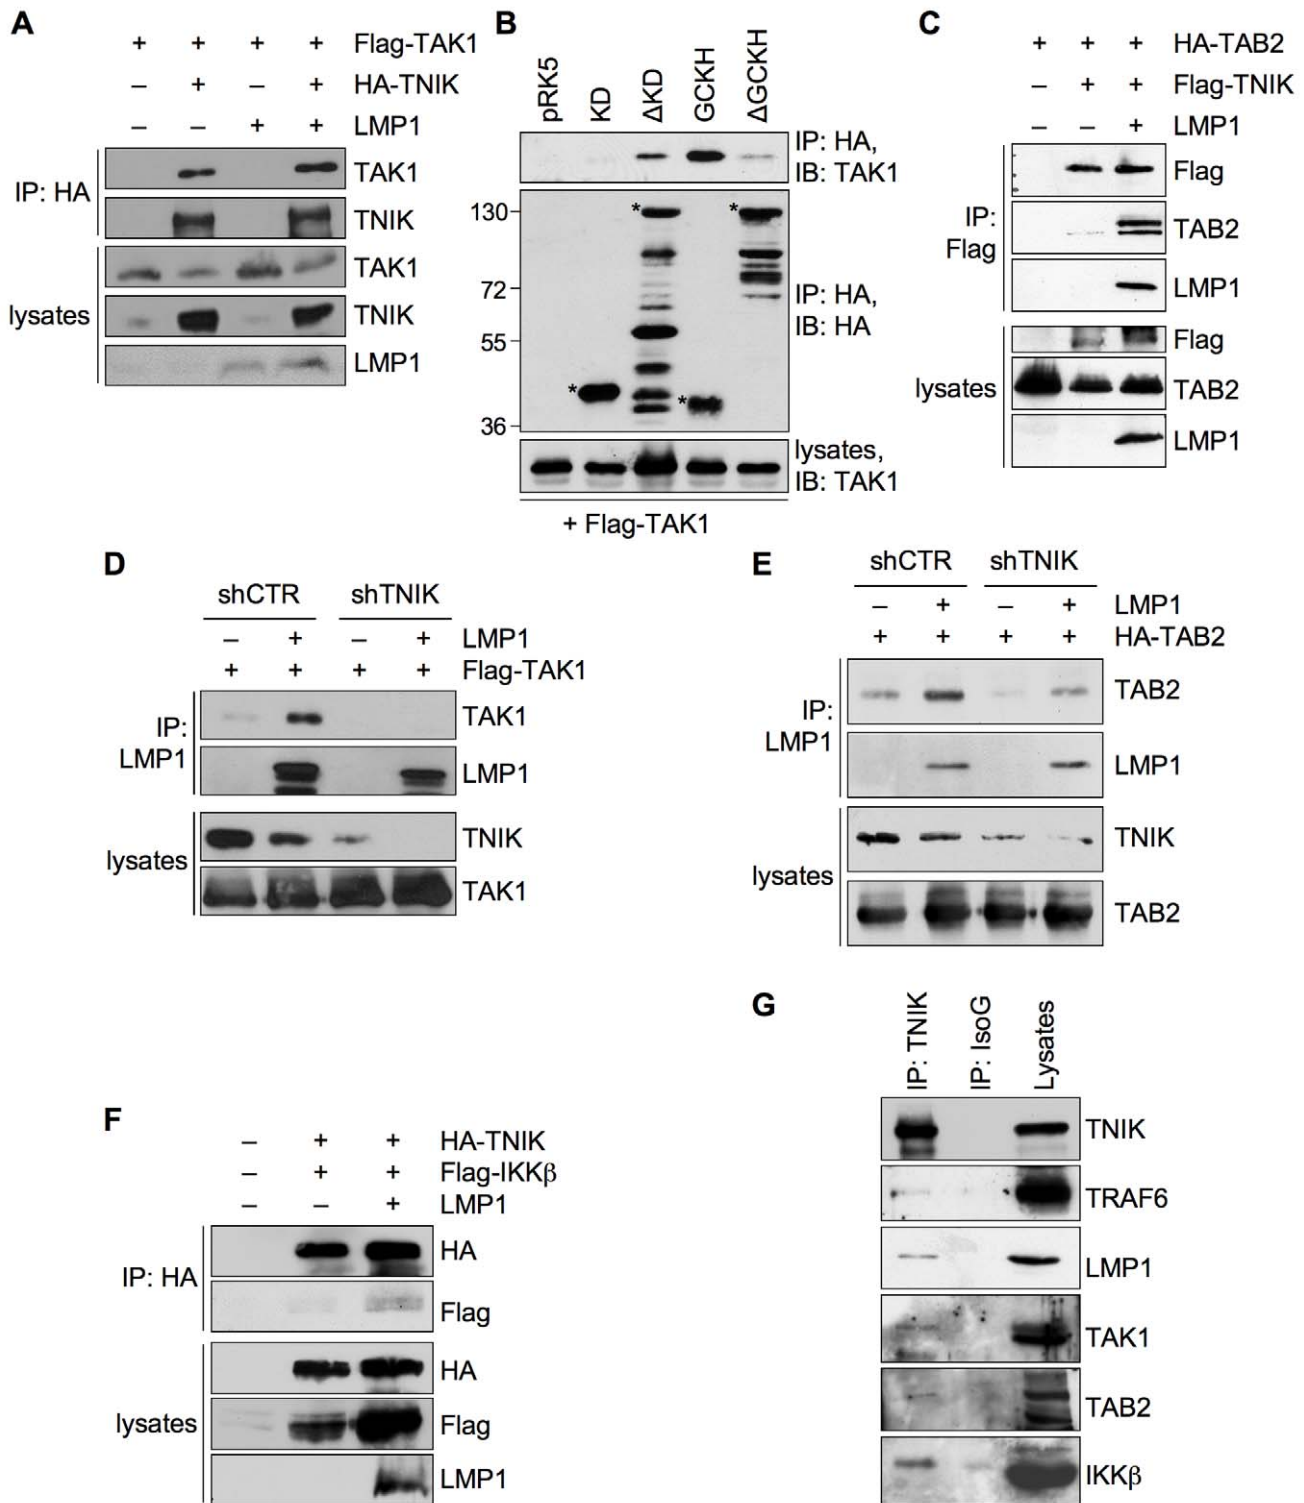 A
+ + + + Flag-TAK1
– + – + HA-TNIK
– – + + LMP1
IP: HA
TAK1
TNIK
lysates
TAK1
TNIK
LMP1
B
pRK5 KD ΔKD GCKH ΔGCKH
IP: HA,
IB: TAK1
130
72
55
36
* * * *
IP: HA,
IB: HA
lysates,
IB: TAK1
+ Flag-TAK1
C
+ + + HA-TAB2
– + + Flag-TNIK
– – + LMP1
IP:
Flag
Flag
TAB2
LMP1
lysates
Flag
TAB2
LMP1
D
shCTR shTNIK
– + – + LMP1
+ + + + Flag-TAK1
IP:
LMP1
TAK1
LMP1
lysates
TNIK
TAK1
E
shCTR shTNIK
– + – + LMP1
+ + + + HA-TAB2
IP:
LMP1
TAB2
LMP1
lysates
TNIK
TAB2
F
– + + HA-TNIK
– + + Flag-IKKβ
– – + LMP1
IP: HA
HA
Flag
lysates
HA
Flag
LMP1
G
IP: TNIK IP: IsoG Lysates
TNIK
TRAF6
LMP1
TAK1
TAB2
IKKβ